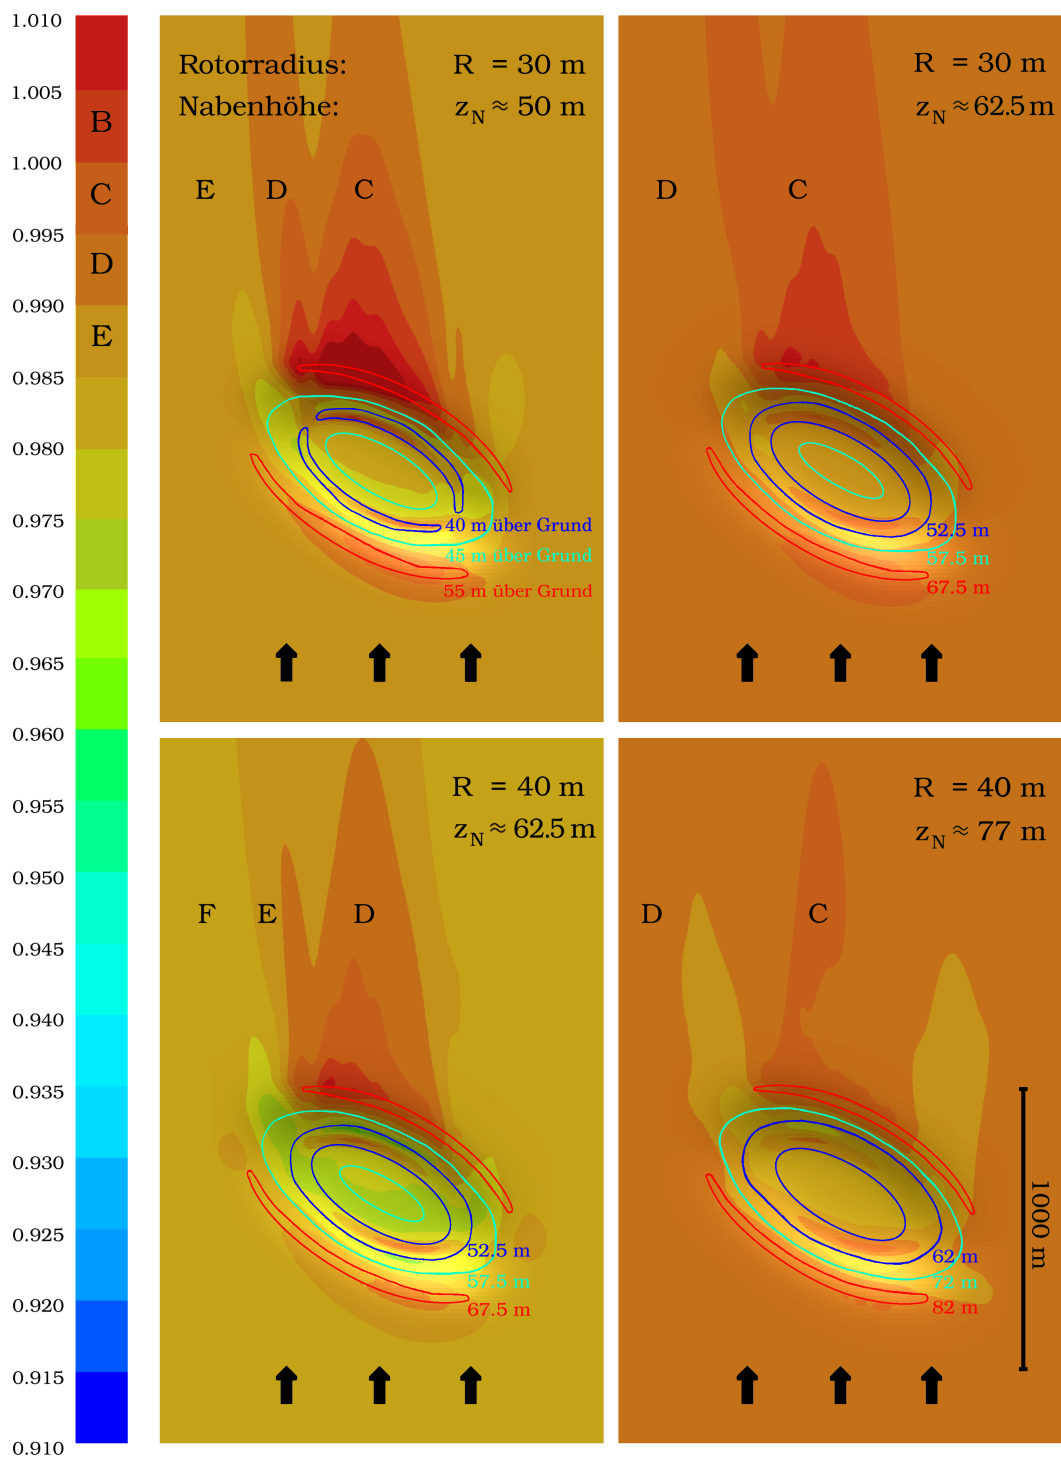 1.010
1.005
1.000
0.995
0.990
0.985
0.980
0.975
0.970
0.965
0.960
0.955
0.950
0.945
0.940
0.935
0.930
0.925
0.920
0.915
0.910
B
C
D
E
Rotorradius: R = 30 m
Nabenhöhe: zN ≈ 50 m
E D C
40 m über Grund
45 m über Grund
55 m über Grund
R = 30 m
zN ≈ 62.5 m
D C
52.5 m
57.5 m
67.5 m
R = 40 m
zN ≈ 62.5 m
F E D
52.5 m
57.5 m
67.5 m
R = 40 m
zN ≈ 77 m
D C
62 m
72 m
82 m
1000 m